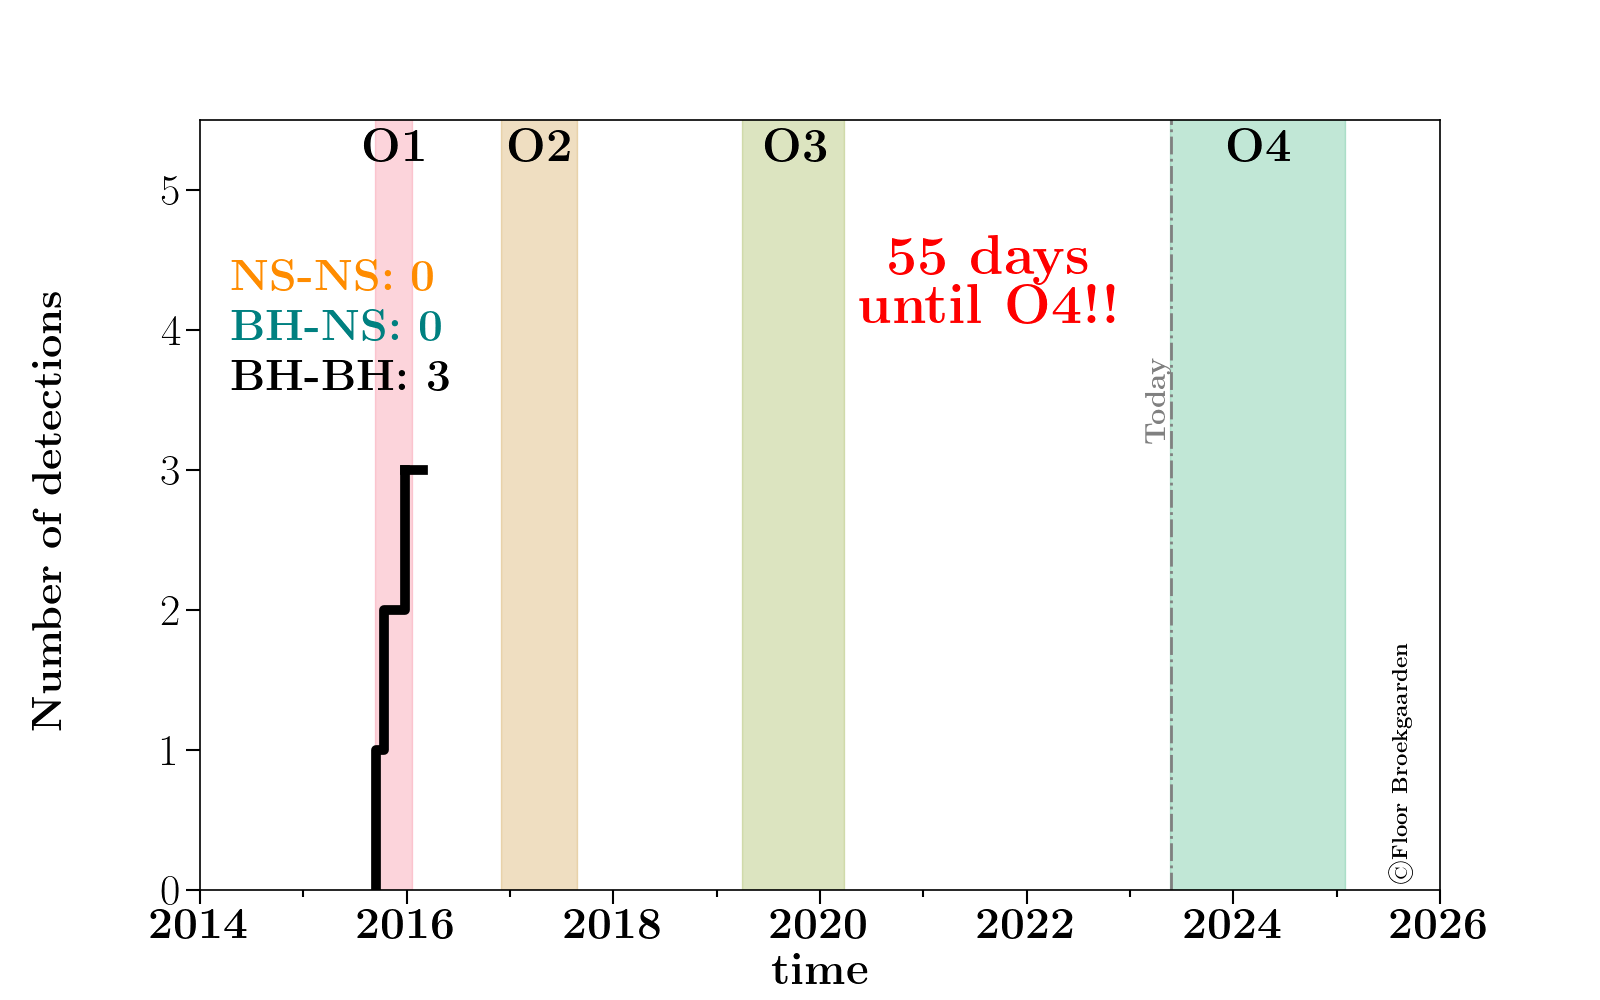 O1
O2
O3
O4
5
4
3
2
1
0
NS-NS: 0
BH-NS: 0
BH-BH: 3
55 days
until O4!!
Today
©Floor Broekgaarden
Number of detections
2014
2016
2018
2020
2022
2024
2026
time